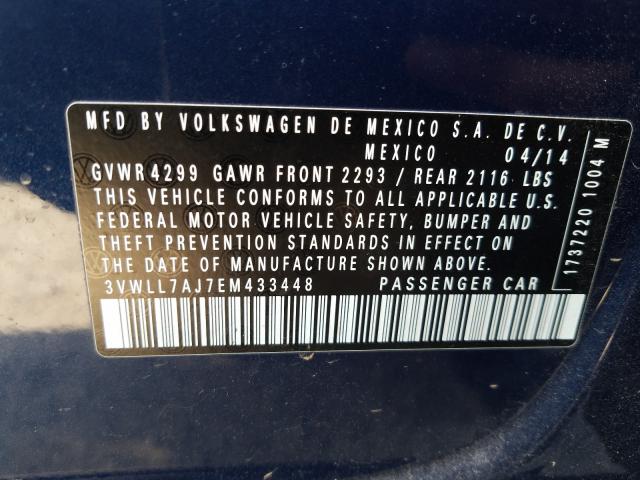 MFD BY VOLKSWAGEN DE MEXICO S.A. DE C.V.
MEXICO 04/14
GVWR4299 GAWR FRONT 2293 / REAR 2116 LBS
THIS VEHICLE CONFORMS TO ALL APPLICABLE U.S.
FEDERAL MOTOR VEHICLE SAFETY, BUMPER AND
THEFT PREVENTION STANDARDS IN EFFECT ON
THE DATE OF MANUFACTURE SHOWN ABOVE.
3VWLL7AJ7EM433448 PASSENGER CAR
1737220 1004 M